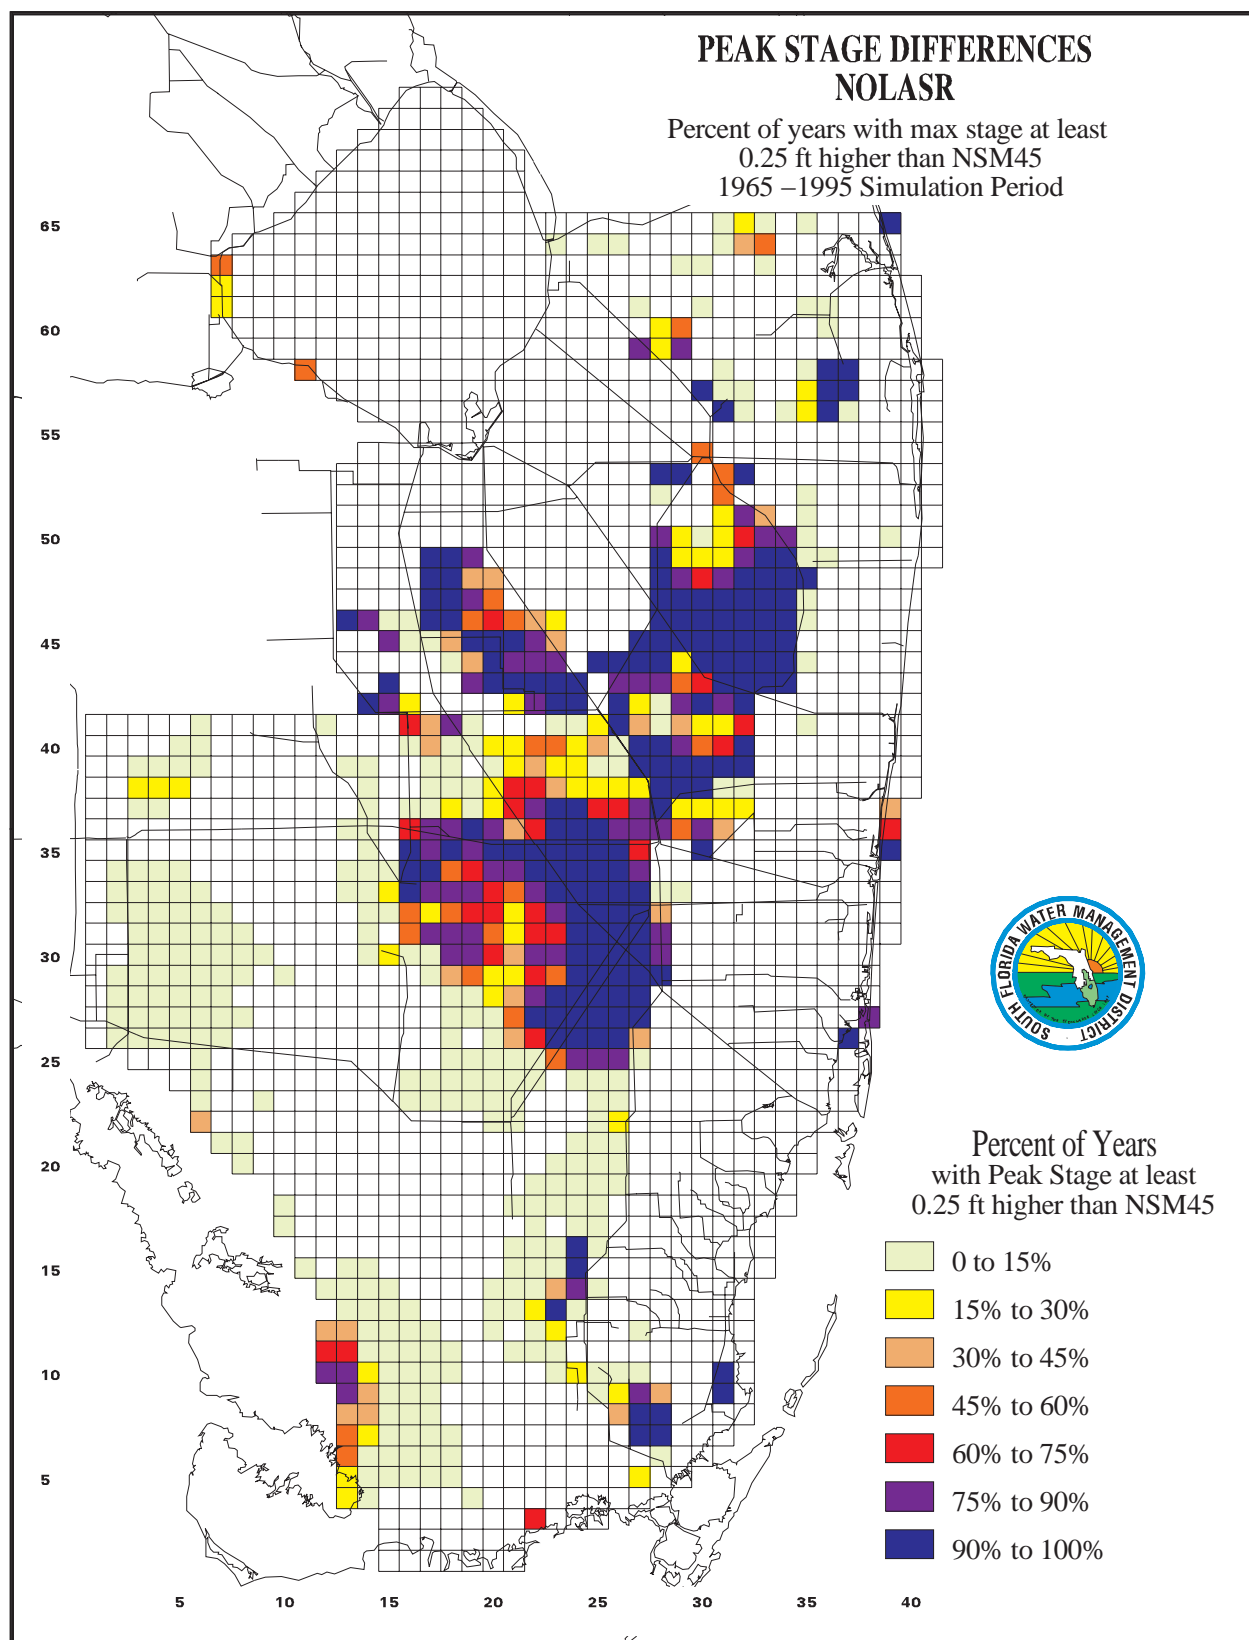 PEAK STAGE DIFFERENCES
NOLASR
Percent of years with max stage at least
0.25 ft higher than NSM45
1965 –1995 Simulation Period
65
60
55
50
45
40
35
30
25
20
15
10
5
SOUTH FLORIDA WATER MANAGEMENT DISTRICT
Percent of Years
with Peak Stage at least
0.25 ft higher than NSM45
0 to 15%
15% to 30%
30% to 45%
45% to 60%
60% to 75%
75% to 90%
90% to 100%
5 10 15 20 25 30 35 40